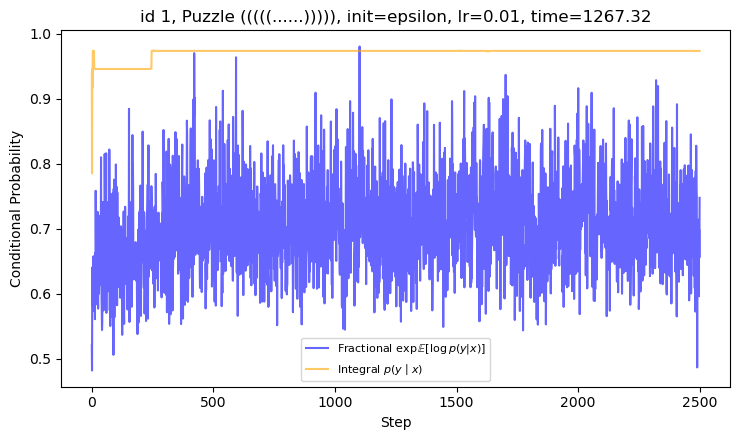 id 1, Puzzle (((((......))))), init=epsilon, lr=0.01, time=1267.32
Conditional Probability
1.0
0.9
0.8
0.7
0.6
0.5
Fractional exp𝔼[log p(y|x)]
Integral p(y | x)
0 500 1000 1500 2000 2500
Step